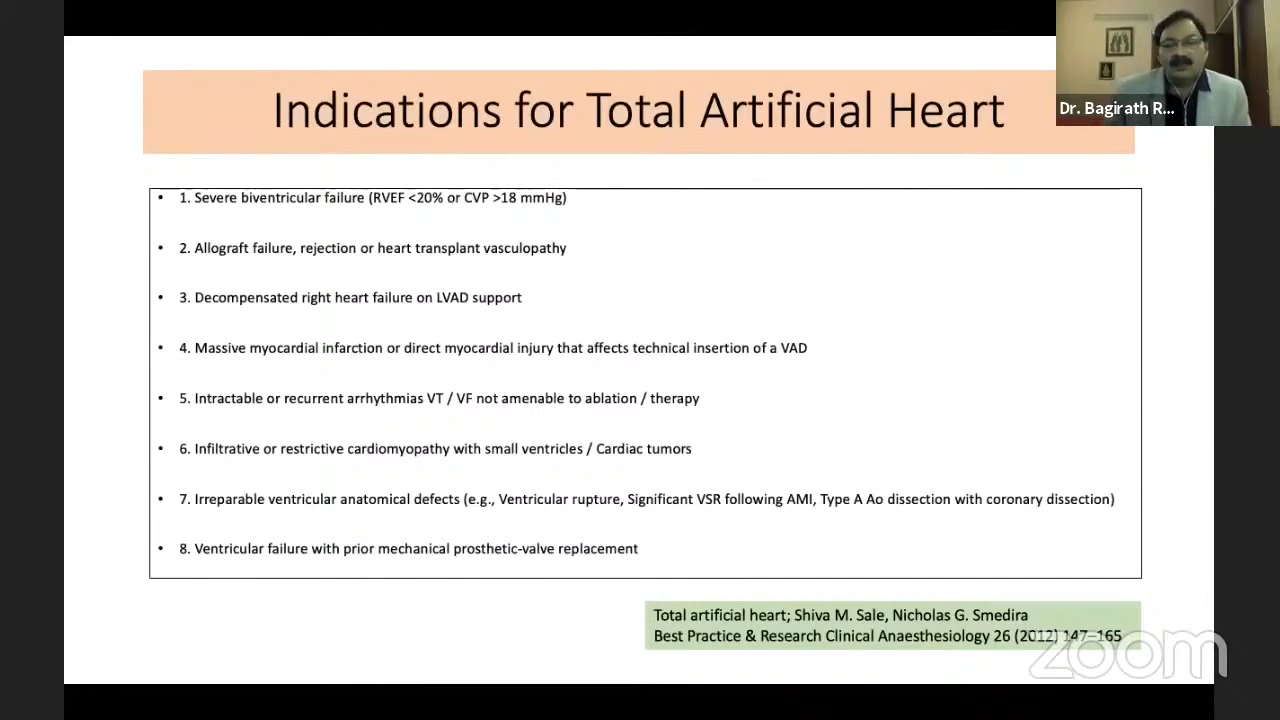 Indications for Total Artificial Heart
Dr. Bagirath R...
• 1. Severe biventricular failure (RVEF <20% or CVP >18 mmHg)
• 2. Allograft failure, rejection or heart transplant vasculopathy
• 3. Decompensated right heart failure on LVAD support
• 4. Massive myocardial infarction or direct myocardial injury that affects technical insertion of a VAD
• 5. Intractable or recurrent arrhythmias VT / VF not amenable to ablation / therapy
• 6. Infiltrative or restrictive cardiomyopathy with small ventricles / Cardiac tumors
• 7. Irreparable ventricular anatomical defects (e.g., Ventricular rupture, Significant VSR following AMI, Type A Ao dissection with coronary dissection)
• 8. Ventricular failure with prior mechanical prosthetic-valve replacement
Total artificial heart; Shiva M. Sale, Nicholas G. Smedira
Best Practice & Research Clinical Anaesthesiology 26 (2012) 147–165
zoom